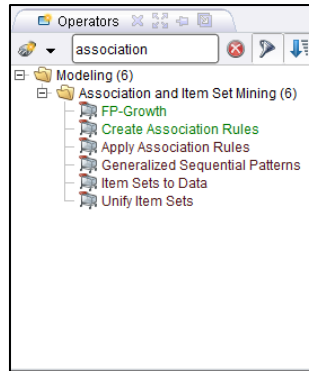 Operators
association
Modeling (6)
Association and Item Set Mining (6)
FP-Growth
Create Association Rules
Apply Association Rules
Generalized Sequential Patterns
Item Sets to Data
Unify Item Sets